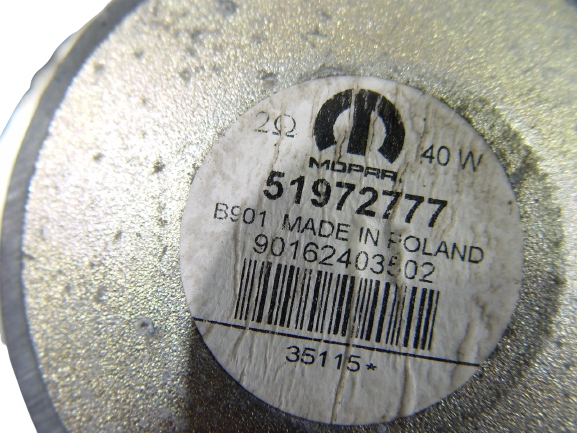 2Ω 40 W
MOPAR
51972777
B901 MADE IN POLAND
90162403502
35115*